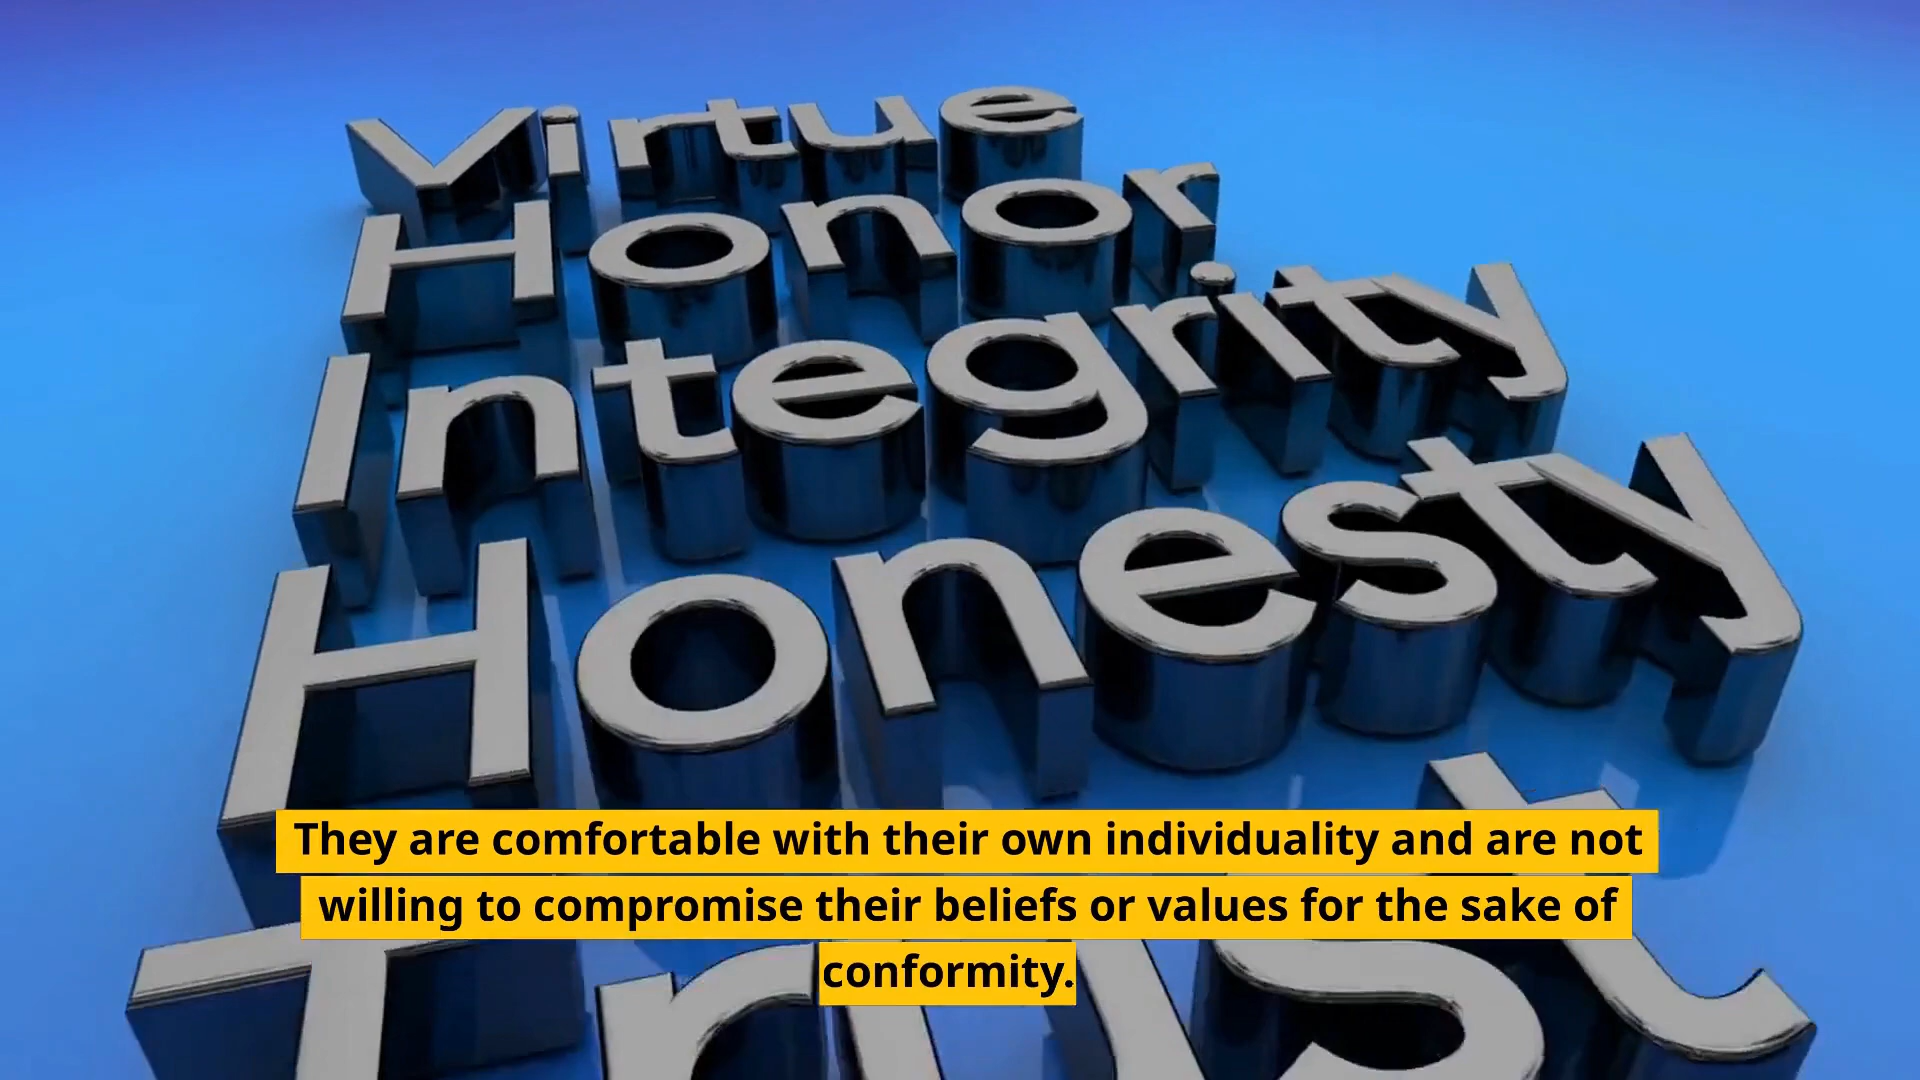 Virtue
Honor
Integrity
Honesty
Trust
They are comfortable with their own individuality and are not
willing to compromise their beliefs or values for the sake of
conformity.